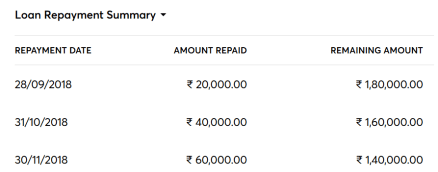 Loan Repayment Summary
REPAYMENT DATE AMOUNT REPAID REMAINING AMOUNT
28/09/2018 ₹ 20,000.00 ₹ 1,80,000.00
31/10/2018 ₹ 40,000.00 ₹ 1,60,000.00
30/11/2018 ₹ 60,000.00 ₹ 1,40,000.00